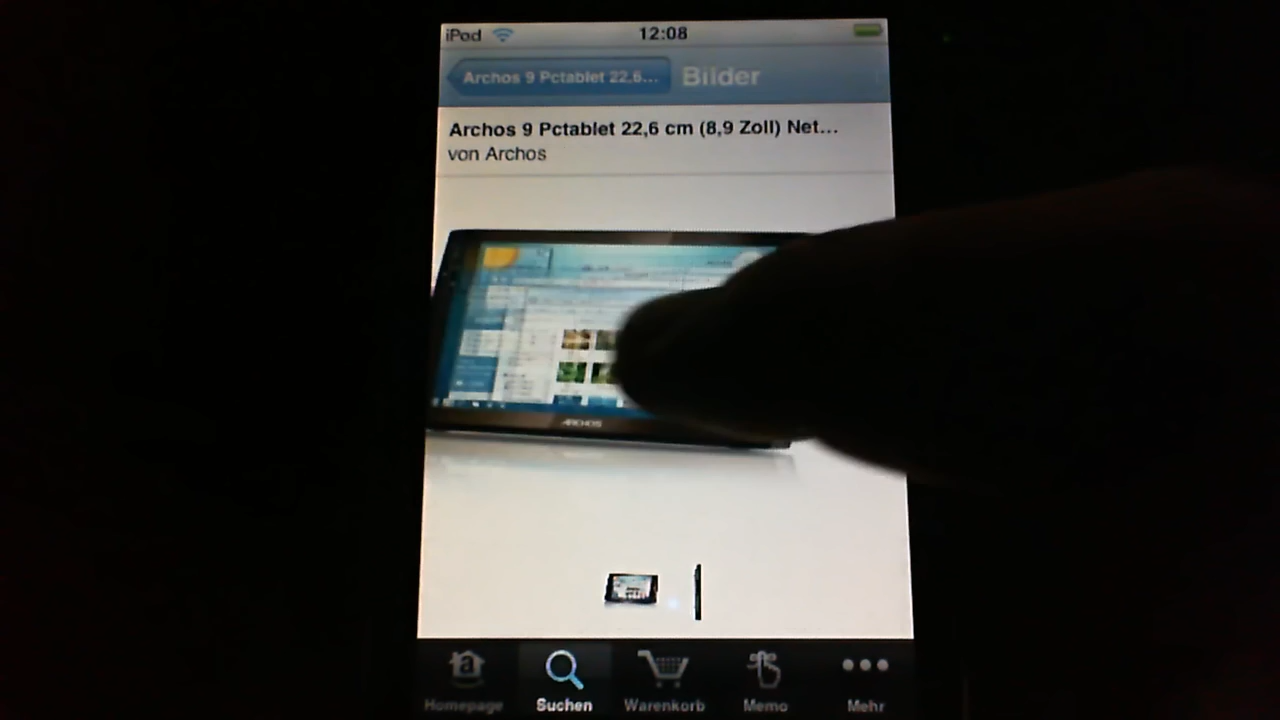 iPod 12:08
Archos 9 Pctablet 22,6... Bilder
Archos 9 Pctablet 22,6 cm (8,9 Zoll) Net...
von Archos
ARCHOS
Homepage Suchen Warenkorb Memo Mehr